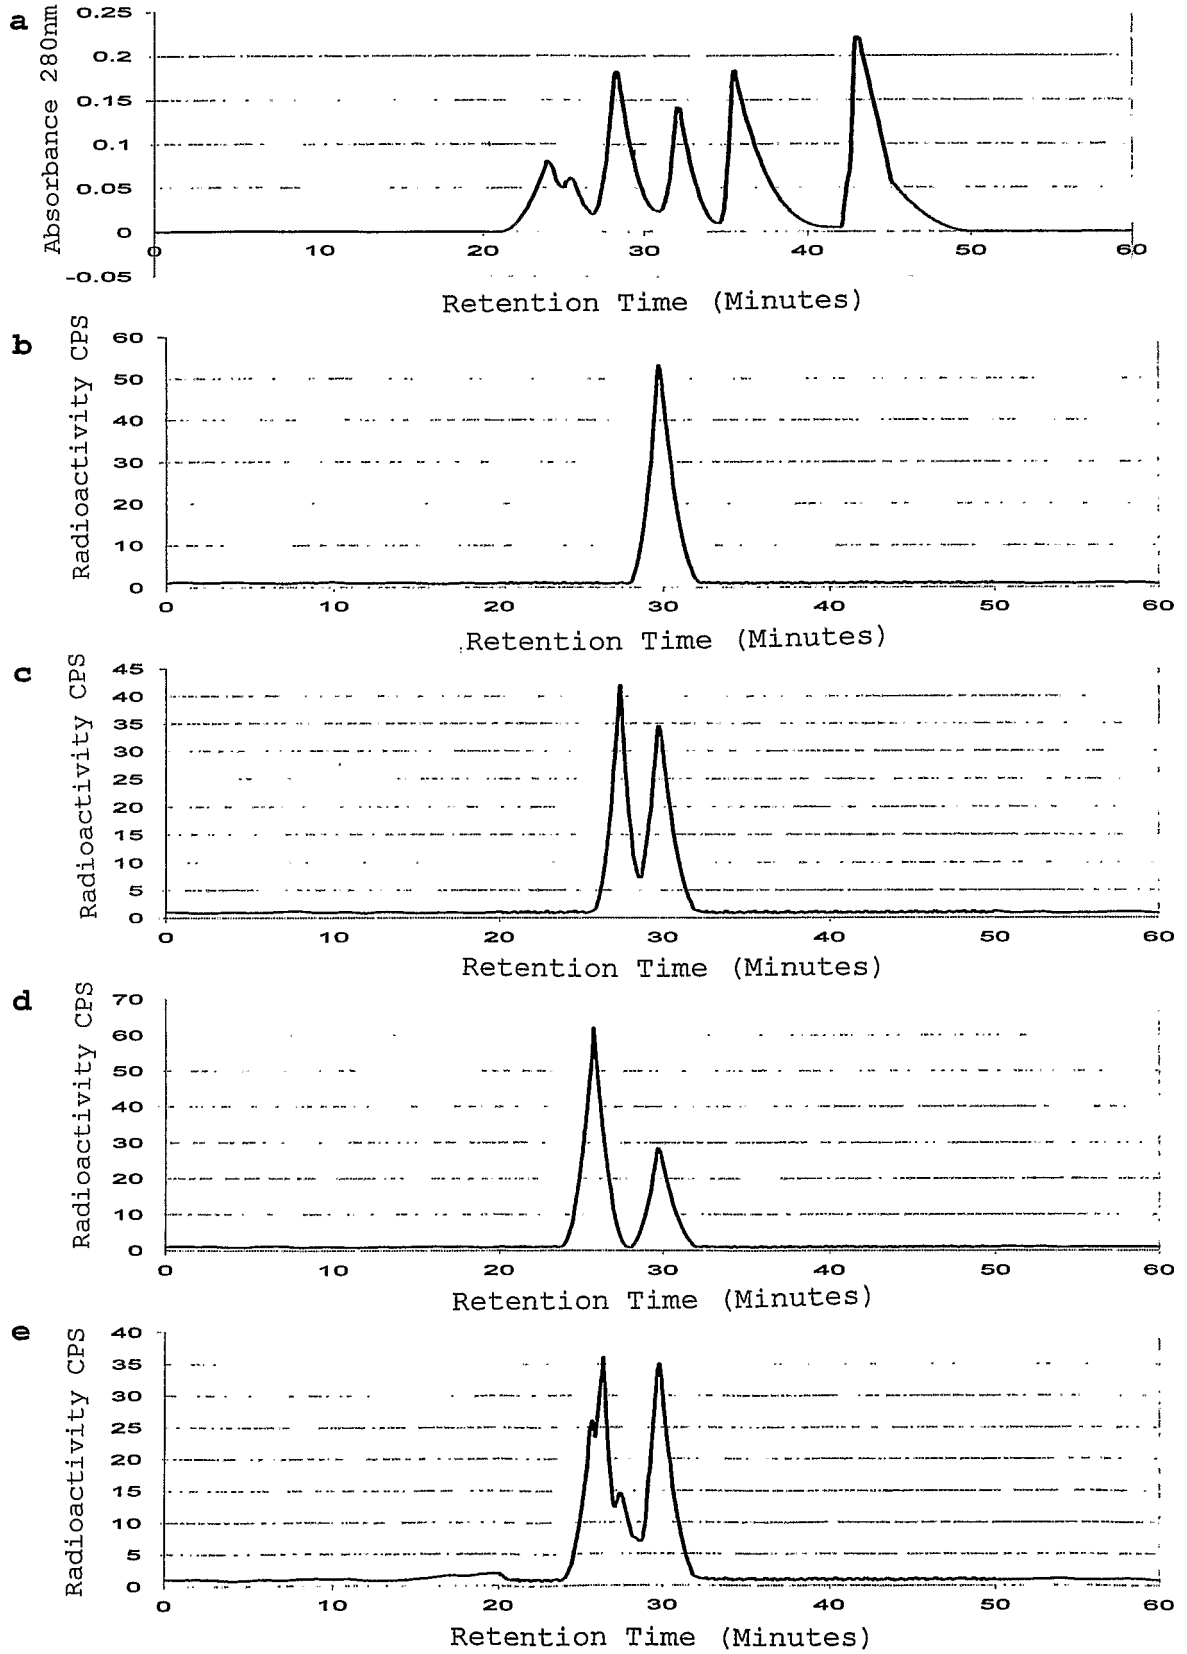 a
Absorbance 280nm
0.25
0.2
0.15
0.1
0.05
0
-0.05
0 10 20 30 40 50 60
Retention Time (Minutes)
b
Radioactivity CPS
60
50
40
30
20
10
0
0 10 20 30 40 50 60
Retention Time (Minutes)
c
Radioactivity CPS
45
40
35
30
25
20
15
10
5
0
0 10 20 30 40 50 60
Retention Time (Minutes)
d
Radioactivity CPS
70
60
50
40
30
20
10
0
0 10 20 30 40 50 60
Retention Time (Minutes)
e
Radioactivity CPS
40
35
30
25
20
15
10
5
0
0 10 20 30 40 50 60
Retention Time (Minutes)